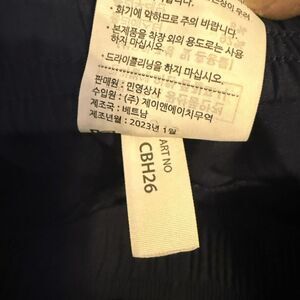 · 화기에 약하므로 주의 바랍니다.
· 본제품을 착장 외의 용도로는 사용
하지 마십시오.
· 드라이클리닝을 하지 마십시오.
판매원 : 민영상사
수입원 : (주) 제이앤에이치무역
제조국 : 베트남
제조년월 : 2023년 1월
ART NO
CBH26